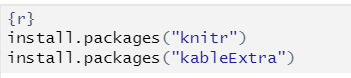 {r}
install.packages("knitr")
install.packages("kableExtra")